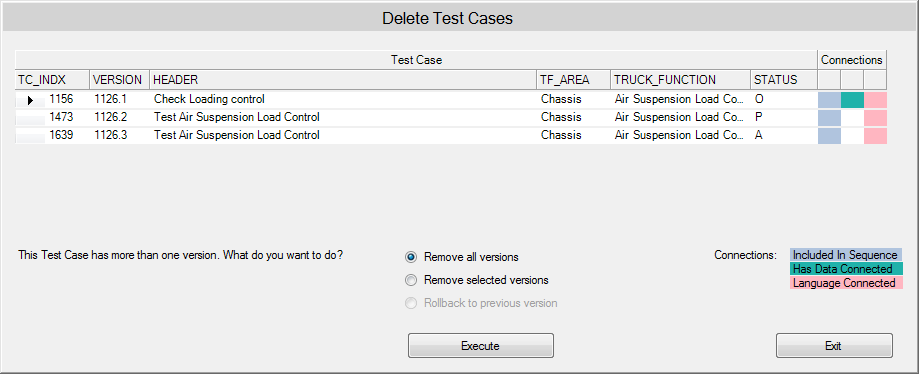 Delete Test Cases
Test Case Connections
TC_INDX VERSION HEADER TF_AREA TRUCK_FUNCTION STATUS
1156 1126.1 Check Loading control Chassis Air Suspension Load Co... O
1473 1126.2 Test Air Suspension Load Control Chassis Air Suspension Load Co... P
1639 1126.3 Test Air Suspension Load Control Chassis Air Suspension Load Co... A
This Test Case has more than one version. What do you want to do?
Remove all versions
Remove selected versions
Rollback to previous version
Connections: Included In Sequence
Has Data Connected
Language Connected
Execute
Exit